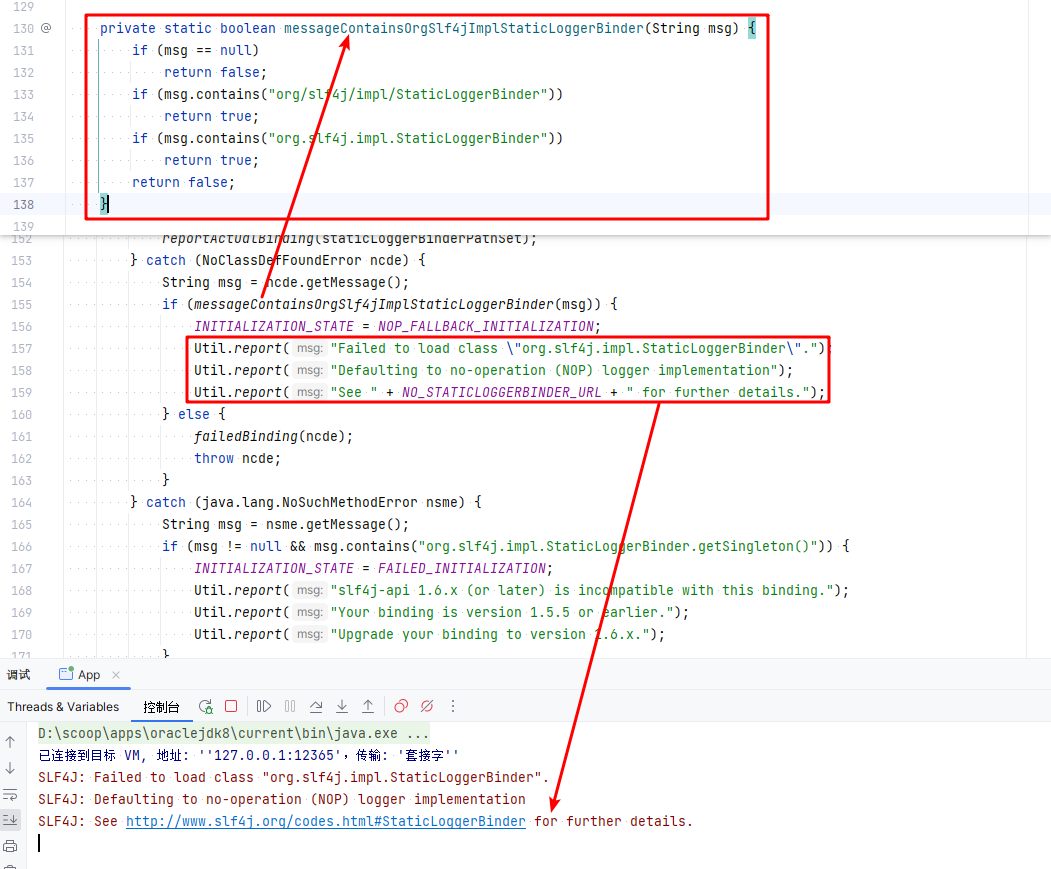 129
130 @ private static boolean messageContainsOrgSlf4jImplStaticLoggerBinder(String msg) {
131 if (msg == null)
132 return false;
133 if (msg.contains("org/slf4j/impl/StaticLoggerBinder"))
134 return true;
135 if (msg.contains("org.slf4j.impl.StaticLoggerBinder"))
136 return true;
137 return false;
138 }
139
152 reportActualBinding(staticLoggerBinderPathSet);
153 } catch (NoClassDefFoundError ncde) {
154 String msg = ncde.getMessage();
155 if (messageContainsOrgSlf4jImplStaticLoggerBinder(msg)) {
156 INITIALIZATION_STATE = NOP_FALLBACK_INITIALIZATION;
157 Util.report( msg: "Failed to load class \"org.slf4j.impl.StaticLoggerBinder\".");
158 Util.report( msg: "Defaulting to no-operation (NOP) logger implementation");
159 Util.report( msg: "See " + NO_STATICLOGGERBINDER_URL + " for further details.");
160 } else {
161 failedBinding(ncde);
162 throw ncde;
163 }
164 } catch (java.lang.NoSuchMethodError nsme) {
165 String msg = nsme.getMessage();
166 if (msg != null && msg.contains("org.slf4j.impl.StaticLoggerBinder.getSingleton()")) {
167 INITIALIZATION_STATE = FAILED_INITIALIZATION;
168 Util.report( msg: "slf4j-api 1.6.x (or later) is incompatible with this binding.");
169 Util.report( msg: "Your binding is version 1.5.5 or earlier.");
170 Util.report( msg: "Upgrade your binding to version 1.6.x.");
171 }
调试 App
Threads & Variables 控制台
D:\scoop\apps\oraclejdk8\current\bin\java.exe ...
已连接到目标 VM, 地址: ''127.0.0.1:12365'，传输: '套接字''
SLF4J: Failed to load class "org.slf4j.impl.StaticLoggerBinder".
SLF4J: Defaulting to no-operation (NOP) logger implementation
SLF4J: See http://www.slf4j.org/codes.html#StaticLoggerBinder for further details.